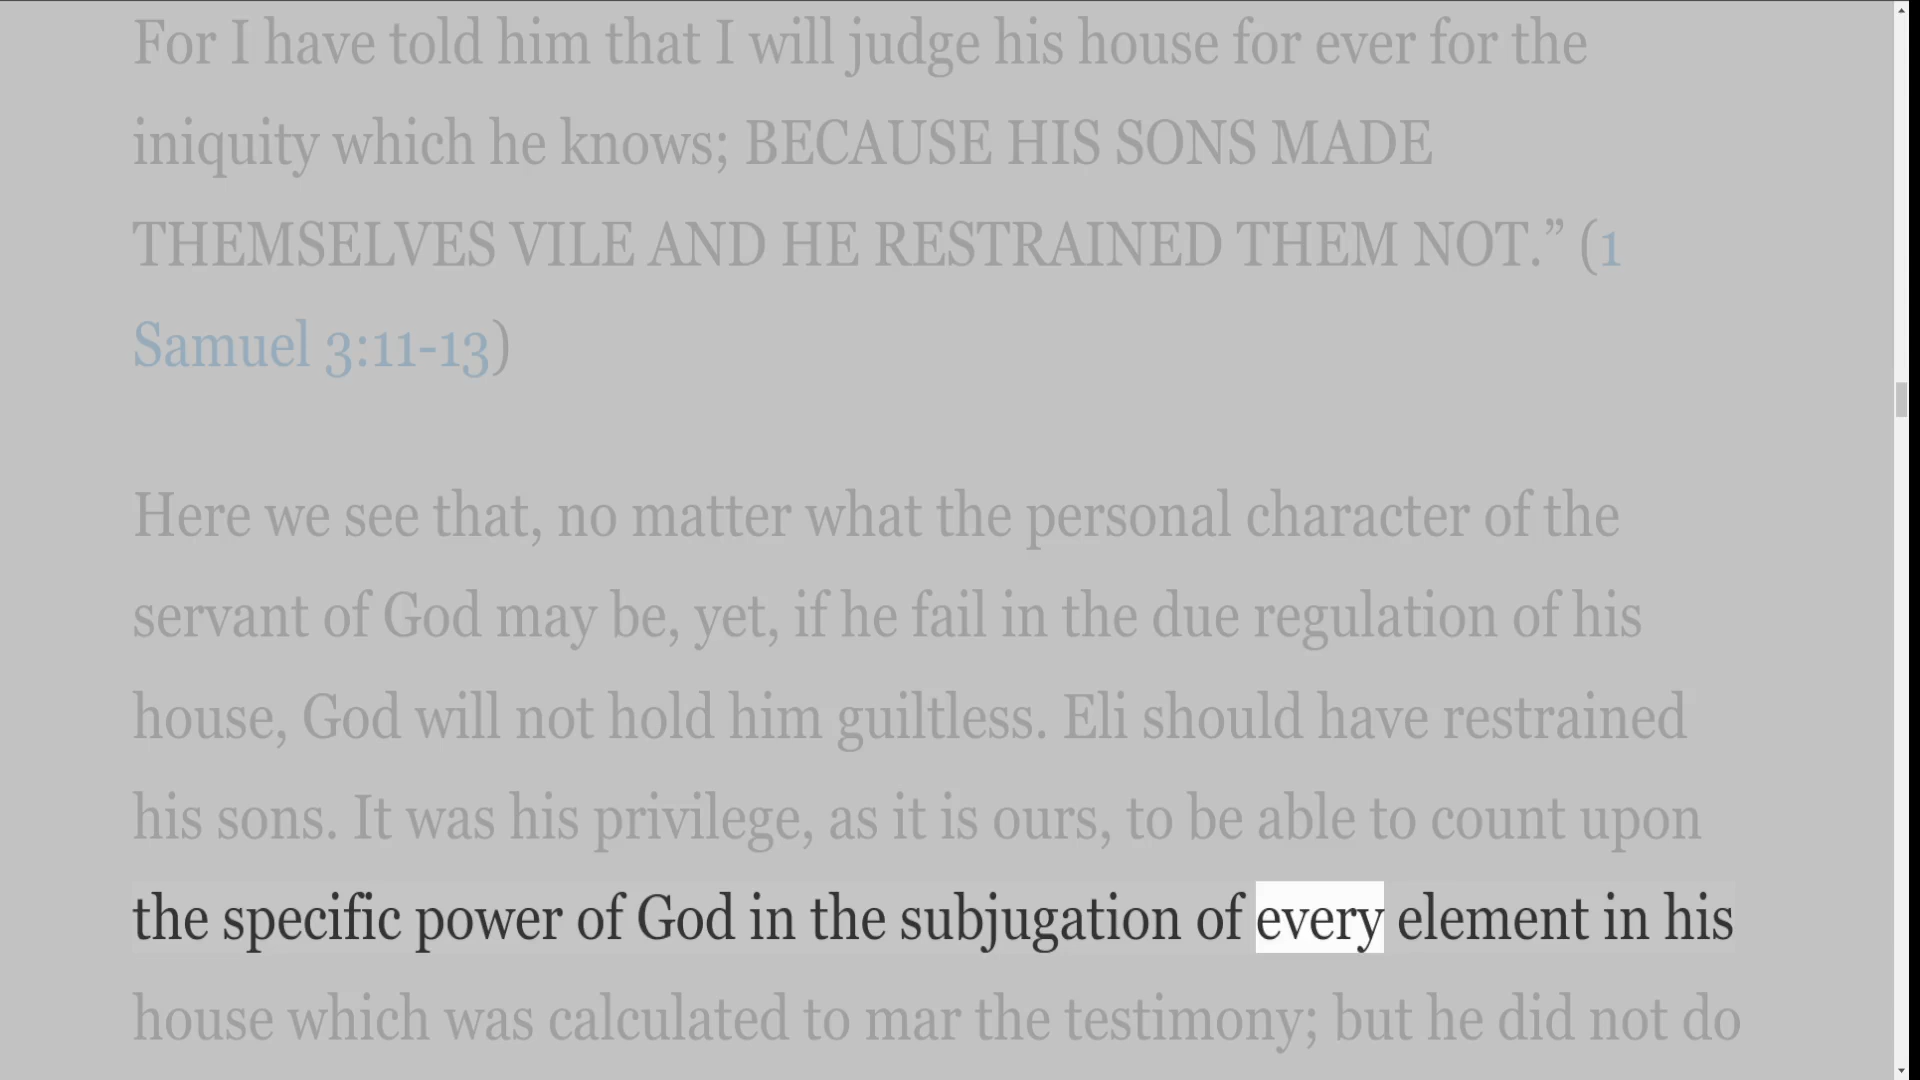 For I have told him that I will judge his house for ever for the
iniquity which he knows; BECAUSE HIS SONS MADE
THEMSELVES VILE AND HE RESTRAINED THEM NOT.” (1
Samuel 3:11-13)
Here we see that, no matter what the personal character of the
servant of God may be, yet, if he fail in the due regulation of his
house, God will not hold him guiltless. Eli should have restrained
his sons. It was his privilege, as it is ours, to be able to count upon
the specific power of God in the subjugation of every element in his
house which was calculated to mar the testimony; but he did not do